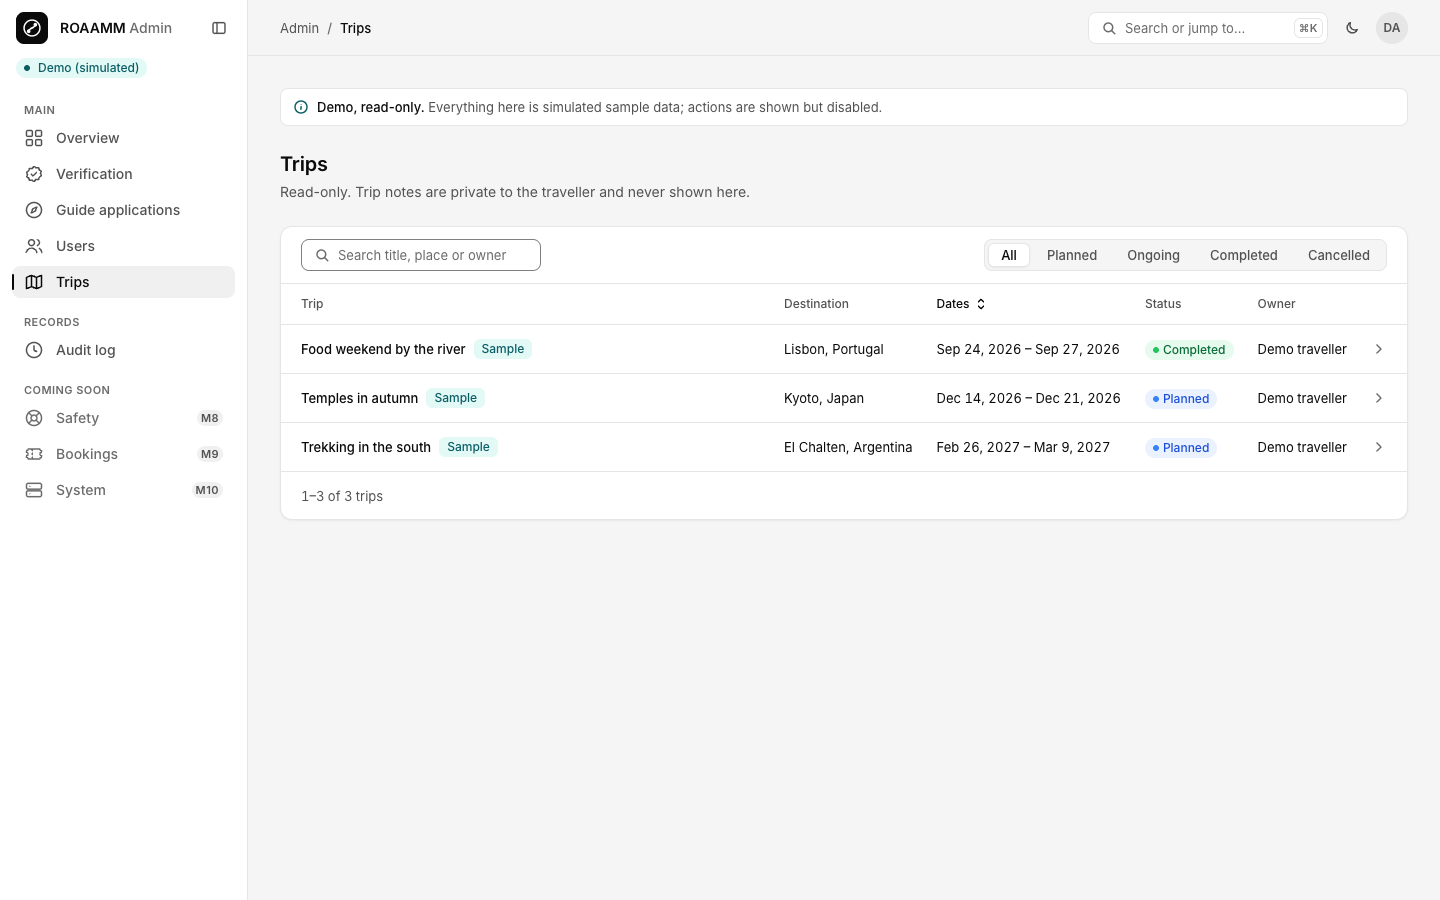 ROAAMM Admin
Demo (simulated)
MAIN
Overview
Verification
Guide applications
Users
Trips
RECORDS
Audit log
COMING SOON
Safety M8
Bookings M9
System M10
Admin / Trips
Search or jump to... ⌘K
DA
Demo, read-only. Everything here is simulated sample data; actions are shown but disabled.
Trips
Read-only. Trip notes are private to the traveller and never shown here.
Search title, place or owner
All Planned Ongoing Completed Cancelled
Trip Destination Dates Status Owner
Food weekend by the river Sample Lisbon, Portugal Sep 24, 2026 – Sep 27, 2026 Completed Demo traveller
Temples in autumn Sample Kyoto, Japan Dec 14, 2026 – Dec 21, 2026 Planned Demo traveller
Trekking in the south Sample El Chalten, Argentina Feb 26, 2027 – Mar 9, 2027 Planned Demo traveller
1–3 of 3 trips